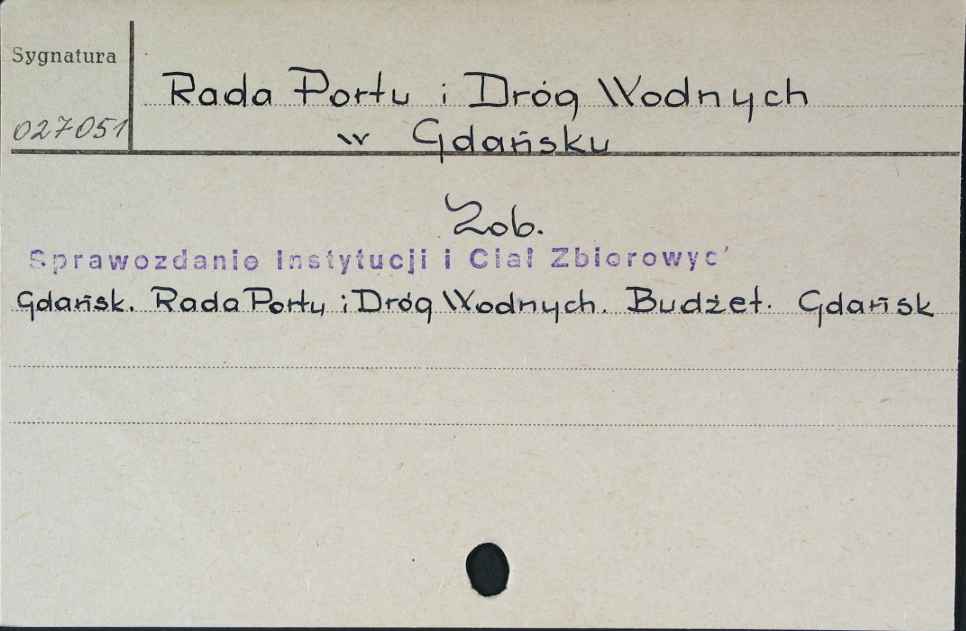 Sygnatura
027051
Rada Portu i Dróg Wodnych
w Gdańsku
Zob.
Sprawozdanie instytucji i Ciał Zbiorowyc
Gdańsk. Rada Portu i Dróg Wodnych. Budżet. Gdańsk